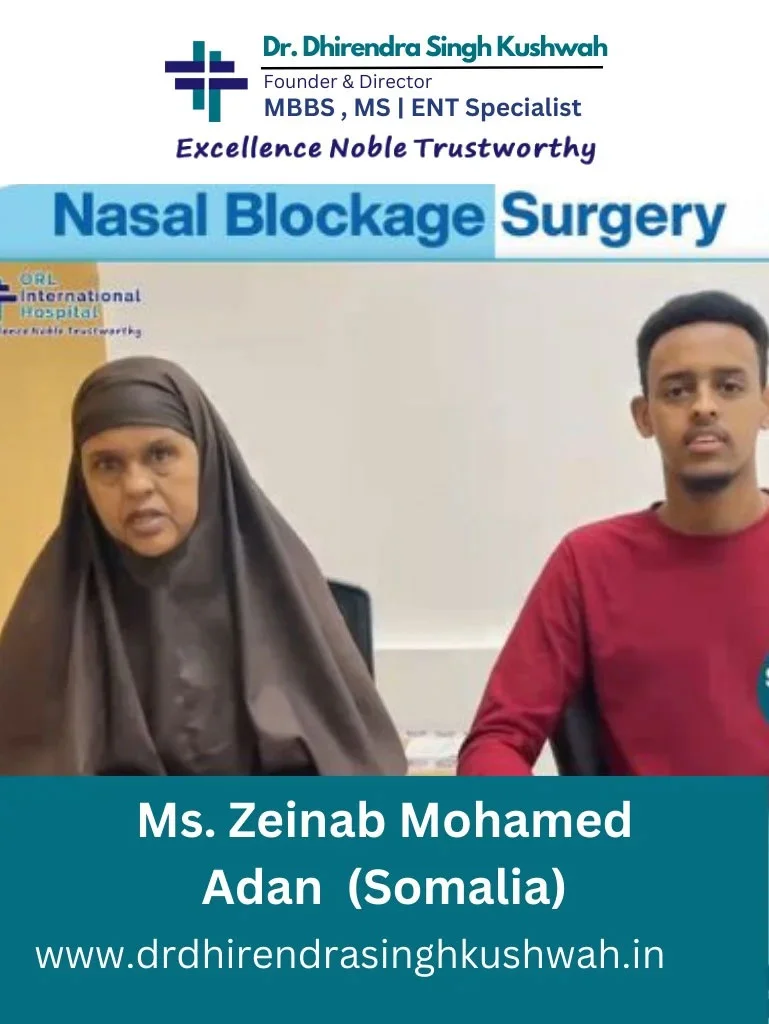 Dr. Dhirendra Singh Kushwah
Founder & Director
MBBS , MS | ENT Specialist
Excellence Noble Trustworthy
Nasal Blockage Surgery
ORL
International
Hospital
Noble Trustworthy
Ms. Zeinab Mohamed
Adan (Somalia)
www.drdhirendrasinghkushwah.in